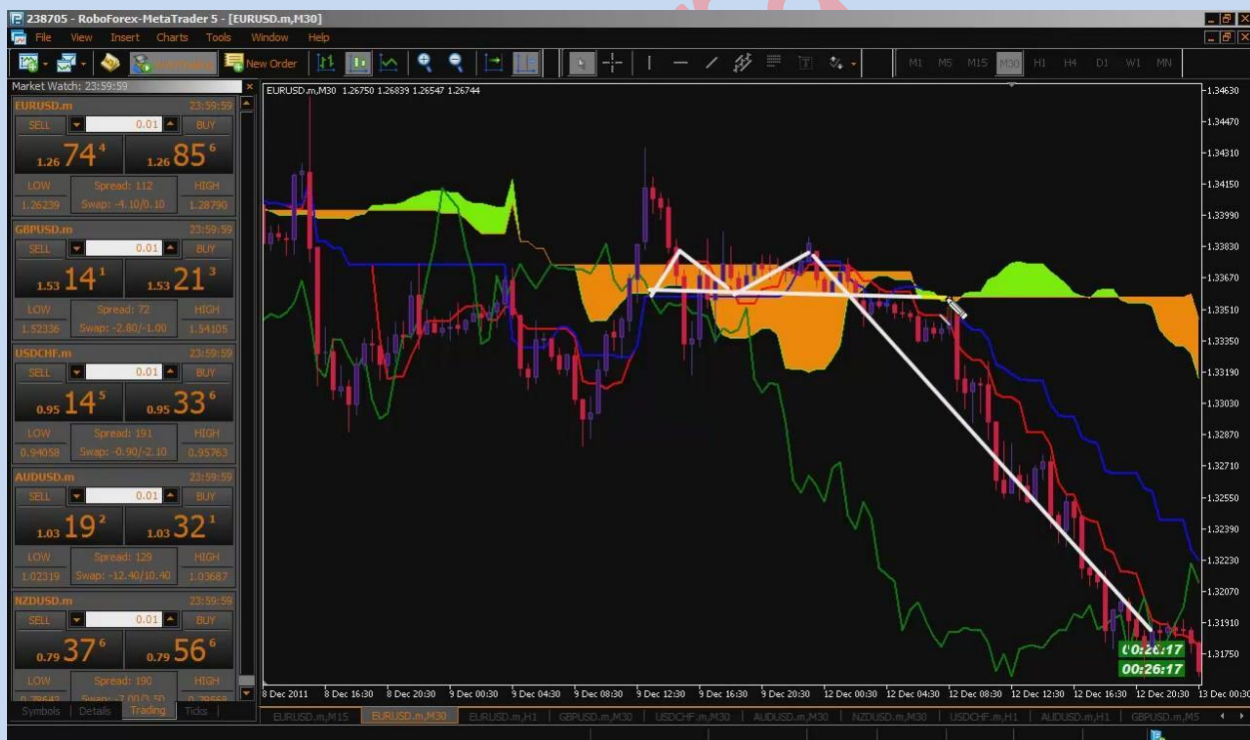 238705 - RoboForex-MetaTrader 5 - [EURUSD.m,M30]
File View Insert Charts Tools Window Help
New Order M1 M5 M15 M30 H1 H4 D1 W1 MN
Market Watch: 23:59:59
EURUSD.m 23:59:59
SELL 0.01 BUY
1.26 74 4 1.26 85 6
LOW Spread: 112 HIGH
1.26239 Swap: -4.10/0.10 1.28790
GBPUSD.m 23:59:59
SELL 0.01 BUY
1.53 14 1 1.53 21 3
LOW Spread: 72 HIGH
1.52336 Swap: -2.80/-1.00 1.54105
USDCHF.m 23:59:59
SELL 0.01 BUY
0.95 14 5 0.95 33 6
LOW Spread: 191 HIGH
0.94058 Swap: -0.90/-2.10 0.95763
AUDUSD.m 23:59:59
SELL 0.01 BUY
1.03 19 2 1.03 32 1
LOW Spread: 129 HIGH
1.02319 Swap: -12.40/10.40 1.03687
NZDUSD.m 23:59:59
SELL 0.01 BUY
0.79 37 6 0.79 56 6
LOW Spread: 190 HIGH
Symbols Details Trading Ticks
EURUSD.m,M30 1.26750 1.26839 1.26547 1.26744
1.34630
1.34470
1.34310
1.34150
1.33990
1.33830
1.33670
1.33510
1.33350
1.33190
1.33030
1.32870
1.32710
1.32550
1.32390
1.32230
1.32070
1.31910
1.31750
00:26:17
00:26:17
8 Dec 2011 8 Dec 16:30 8 Dec 20:30 9 Dec 00:30 9 Dec 04:30 9 Dec 08:30 9 Dec 12:30 9 Dec 16:30 9 Dec 20:30 12 Dec 00:30 12 Dec 04:30 12 Dec 08:30 12 Dec 12:30 12 Dec 16:30 12 Dec 20:30 13 Dec 00:30
EURUSD.m,M15 EURUSD.m,M30 EURUSD.m,H1 GBPUSD.m,M30 USDCHF.m,M30 AUDUSD.m,M30 NZDUSD.m,M30 USDCHF.m,H1 AUDUSD.m,H1 GBPUSD.m,M5